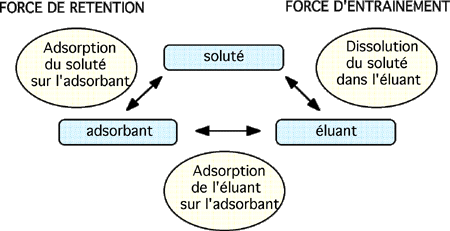 FORCE DE RETENTION
FORCE D'ENTRAINEMENT
Adsorption
du soluté
sur l'adsorbant
soluté
Dissolution
du soluté
dans l'éluant
adsorbant
éluant
Adsorption
de l'éluant
sur l'adsorbant